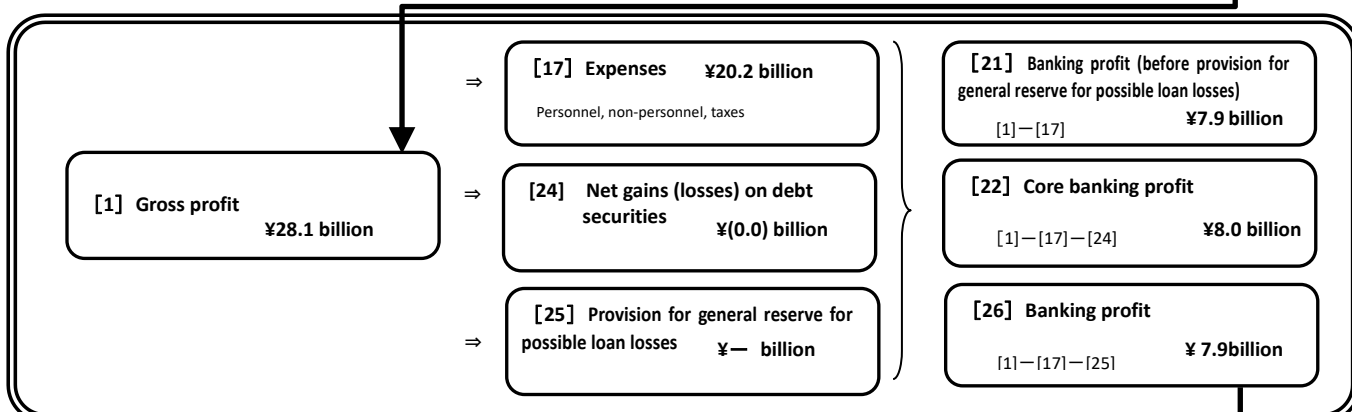 ⇒
[17] Expenses ¥20.2 billion
Personnel, non-personnel, taxes
[21] Banking profit (before provision for
general reserve for possible loan losses)
[1]－[17] ¥7.9 billion
[1] Gross profit
¥28.1 billion
⇒
[24] Net gains (losses) on debt
securities ¥(0.0) billion
[22] Core banking profit
[1]－[17]－[24] ¥8.0 billion
⇒
[25] Provision for general reserve for
possible loan losses ¥－ billion
[26] Banking profit
[1]－[17]－[25] ¥ 7.9billion